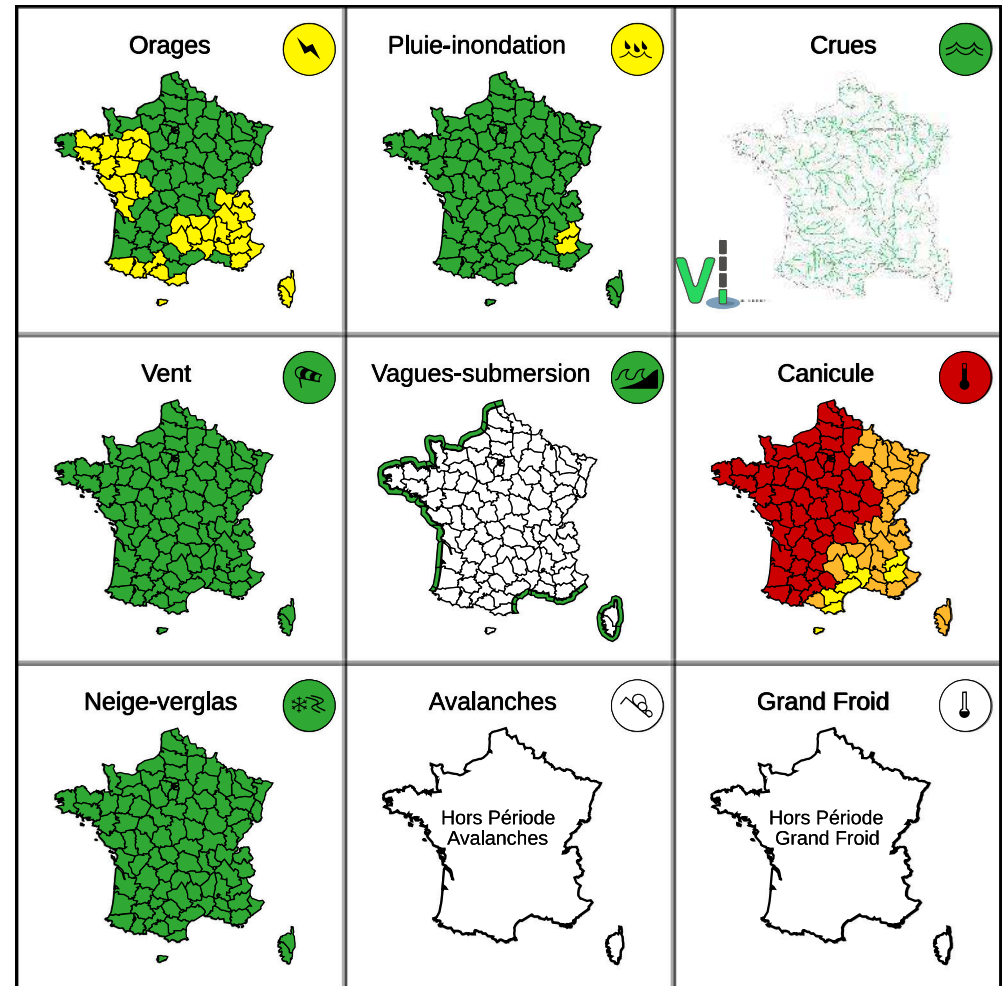 Orages
Pluie-inondation
Crues
Vi
Vent
Vagues-submersion
Canicule
Neige-verglas
Avalanches
Grand Froid
Hors Période
Avalanches
Hors Période
Grand Froid